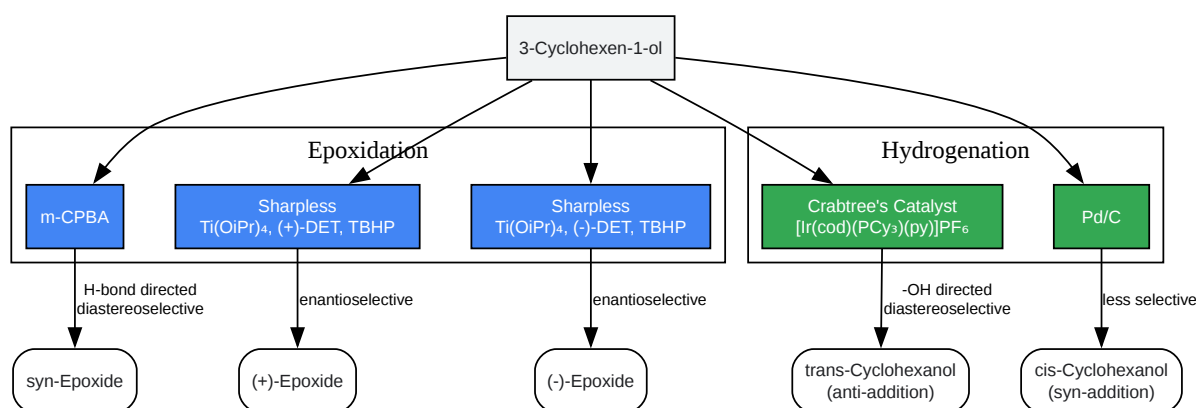 3-Cyclohexen-1-ol
Epoxidation
Hydrogenation
m-CPBA
Sharpless
Ti(OiPr)₄, (+)-DET, TBHP
Sharpless
Ti(OiPr)₄, (-)-DET, TBHP
Crabtree's Catalyst
[Ir(cod)(PCy₃)(py)]PF₆
Pd/C
H-bond directed
diastereoselective
enantioselective
enantioselective
-OH directed
diastereoselective
less selective
syn-Epoxide
(+)-Epoxide
(-)-Epoxide
trans-Cyclohexanol
(anti-addition)
cis-Cyclohexanol
(syn-addition)